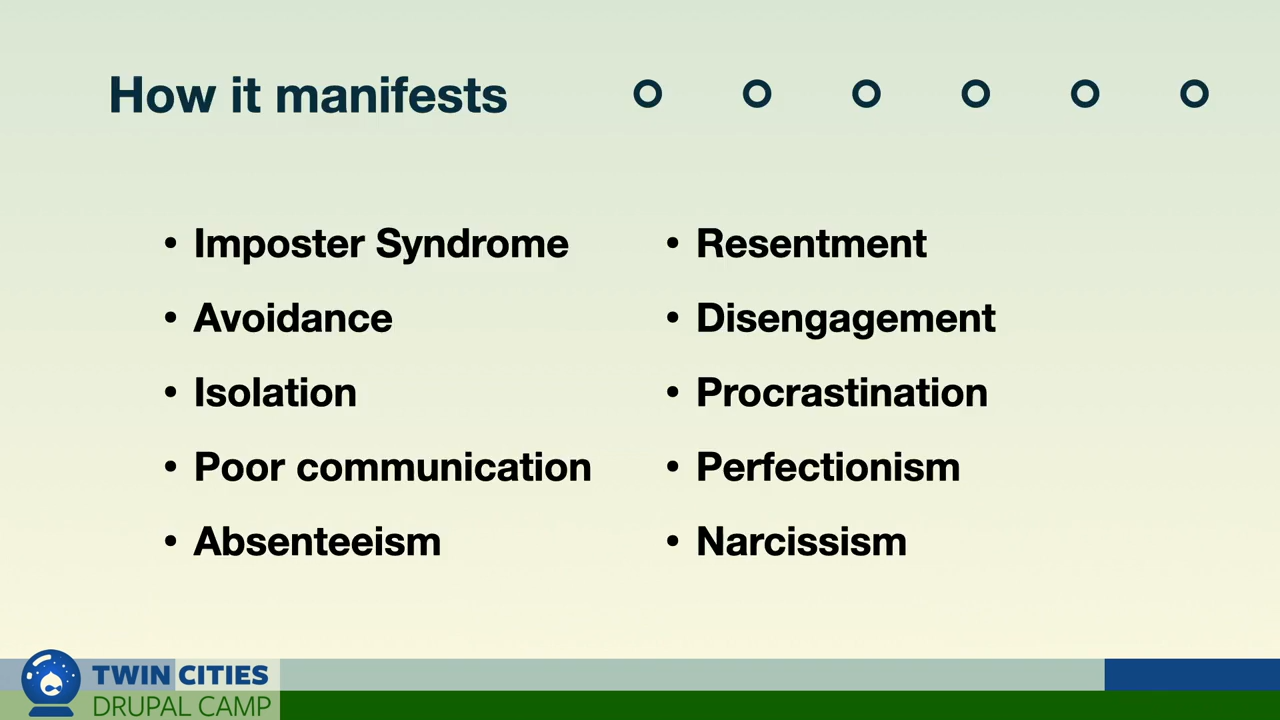 How it manifests
• Imposter Syndrome
• Avoidance
• Isolation
• Poor communication
• Absenteeism
• Resentment
• Disengagement
• Procrastination
• Perfectionism
• Narcissism
TWIN CITIES
DRUPAL CAMP